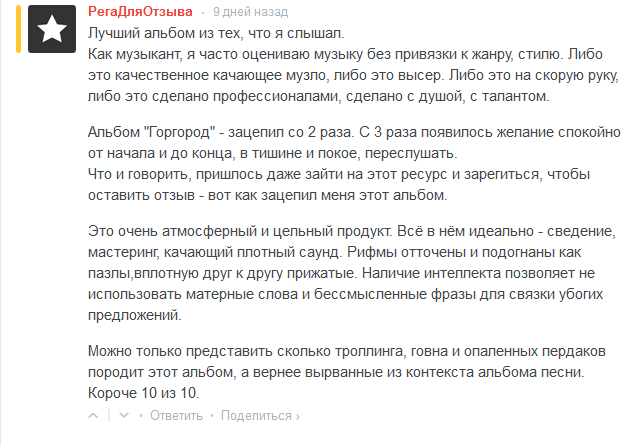 РегаДляОтзыва • 9 дней назад
Лучший альбом из тех, что я слышал.
Как музыкант, я часто оцениваю музыку без привязки к жанру, стилю. Либо
это качественное качающее музло, либо это высер. Либо это на скорую руку,
либо это сделано профессионалами, сделано с душой, с талантом.
Альбом "Горгород" - зацепил со 2 раза. С 3 раза появилось желание спокойно
от начала и до конца, в тишине и покое, переслушать.
Что и говорить, пришлось даже зайти на этот ресурс и зарегиться, чтобы
оставить отзыв - вот как зацепил меня этот альбом.
Это очень атмосферный и цельный продукт. Всё в нём идеально - сведение,
мастеринг, качающий плотный саунд. Рифмы отточены и подогнаны как
пазлы,вплотную друг к другу прижатые. Наличие интеллекта позволяет не
использовать матерные слова и бессмысленные фразы для связки убогих
предложений.
Можно только представить сколько троллинга, говна и опаленных пердаков
породит этот альбом, а вернее вырванные из контекста альбома песни.
Короче 10 из 10.
Ответить • Поделиться ›